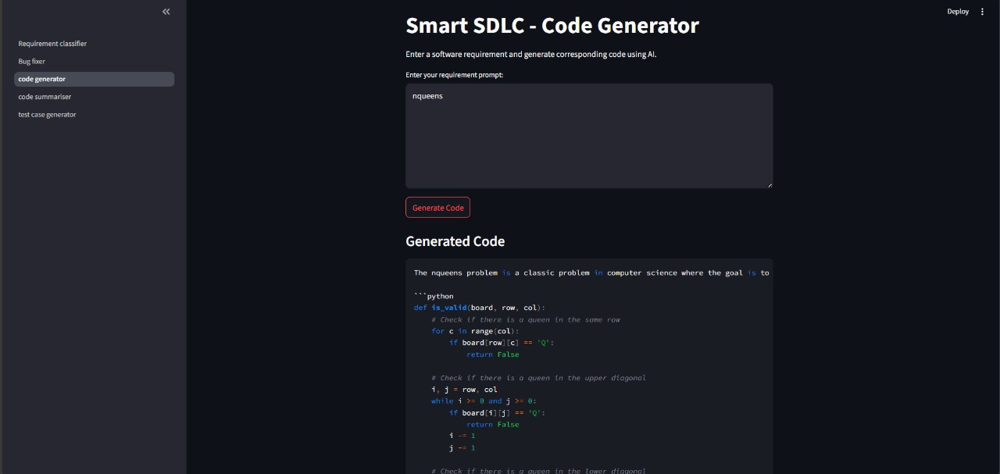 Deploy
Requirement classifier
Bug fixer
code generator
code summariser
test case generator
Smart SDLC - Code Generator
Enter a software requirement and generate corresponding code using AI.
Enter your requirement prompt:
nqueens
Generate Code
Generated Code
The nqueens problem is a classic problem in computer science where the goal is to
```python
def is_valid(board, row, col):
    # Check if there is a queen in the same row
    for c in range(col):
        if board[row][c] == 'Q':
            return False
    # Check if there is a queen in the upper diagonal
    i, j = row, col
    while i >= 0 and j >= 0:
        if board[i][j] == 'Q':
            return False
        i -= 1
        j -= 1
    # Check if there is a queen in the lower diagonal